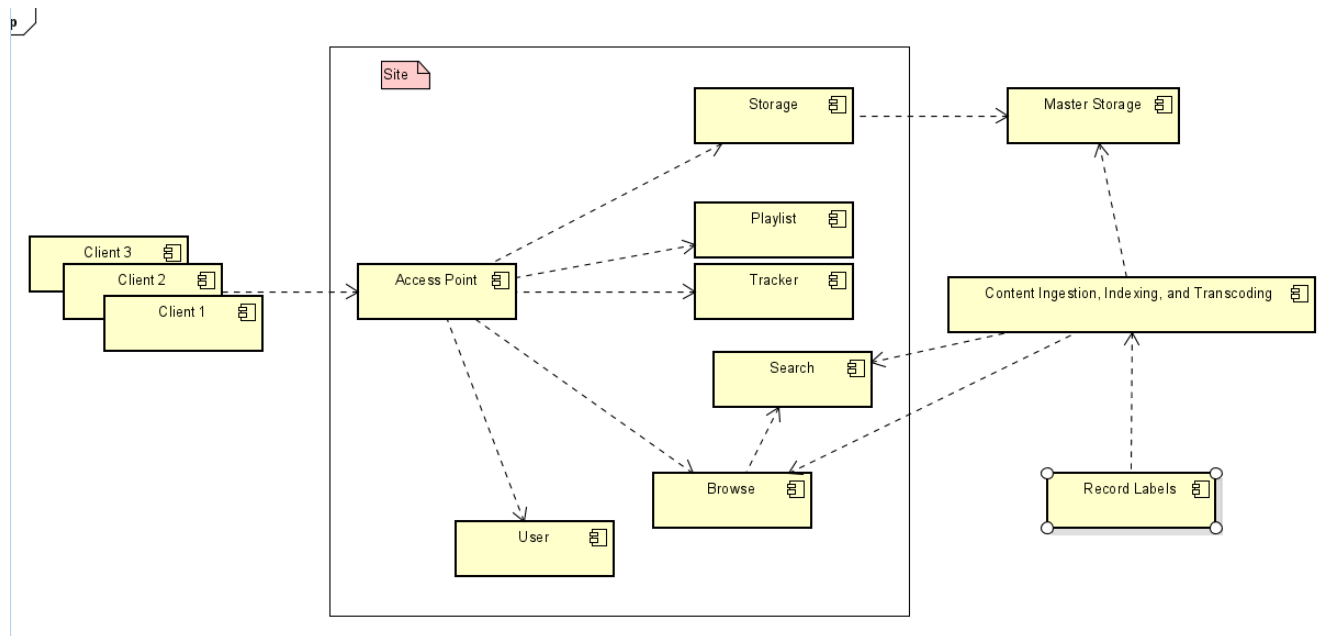 p
Site
Storage
Master Storage
Playlist
Client 3
Client 2
Client 1
Access Point
Tracker
Content Ingestion, Indexing, and Transcoding
Search
Browse
Record Labels
User